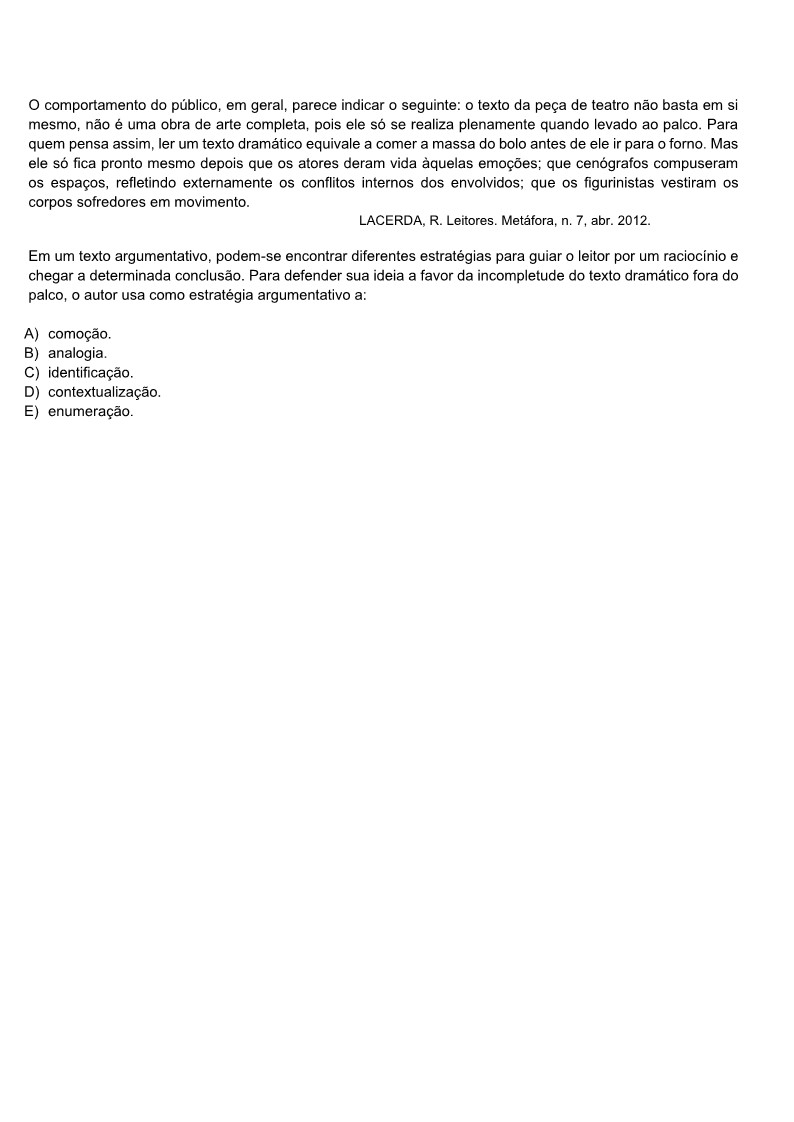 O comportamento do público, em geral, parece indicar o seguinte: o texto da peça de teatro não basta em si
mesmo, não é uma obra de arte completa, pois ele só se realiza plenamente quando levado ao palco. Para
quem pensa assim, ler um texto dramático equivale a comer a massa do bolo antes de ele ir para o forno. Mas
ele só fica pronto mesmo depois que os atores deram vida àquelas emoções; que cenógrafos compuseram
os espaços, refletindo externamente os conflitos internos dos envolvidos; que os figurinistas vestiram os
corpos sofredores em movimento.
LACERDA, R. Leitores. Metáfora, n. 7, abr. 2012.
Em um texto argumentativo, podem-se encontrar diferentes estratégias para guiar o leitor por um raciocínio e
chegar a determinada conclusão. Para defender sua ideia a favor da incompletude do texto dramático fora do
palco, o autor usa como estratégia argumentativo a:
A) comoção.
B) analogia.
C) identificação.
D) contextualização.
E) enumeração.